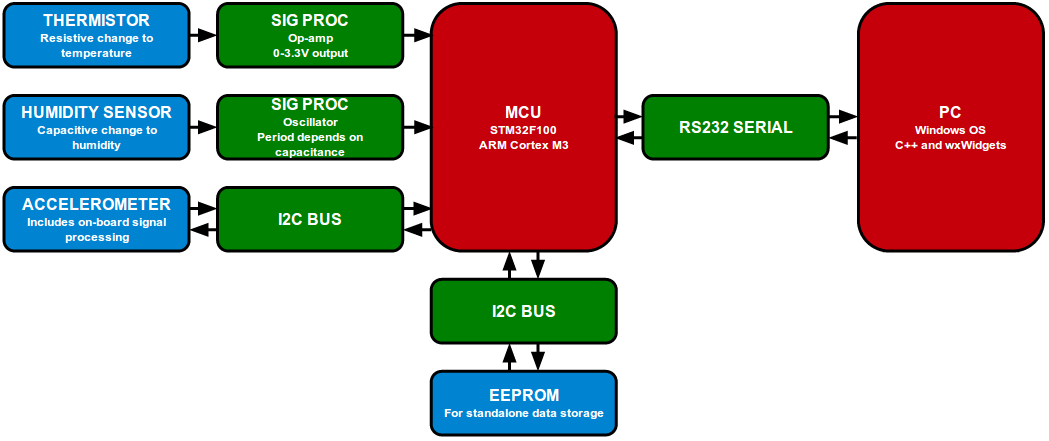 THERMISTOR
Resistive change to
temperature
SIG PROC
Op-amp
0-3.3V output
HUMIDITY SENSOR
Capacitive change to
humidity
SIG PROC
Oscillator
Period depends on
capacitance
ACCELEROMETER
Includes on-board signal
processing
I2C BUS
MCU
STM32F100
ARM Cortex M3
RS232 SERIAL
PC
Windows OS
C++ and wxWidgets
I2C BUS
EEPROM
For standalone data storage